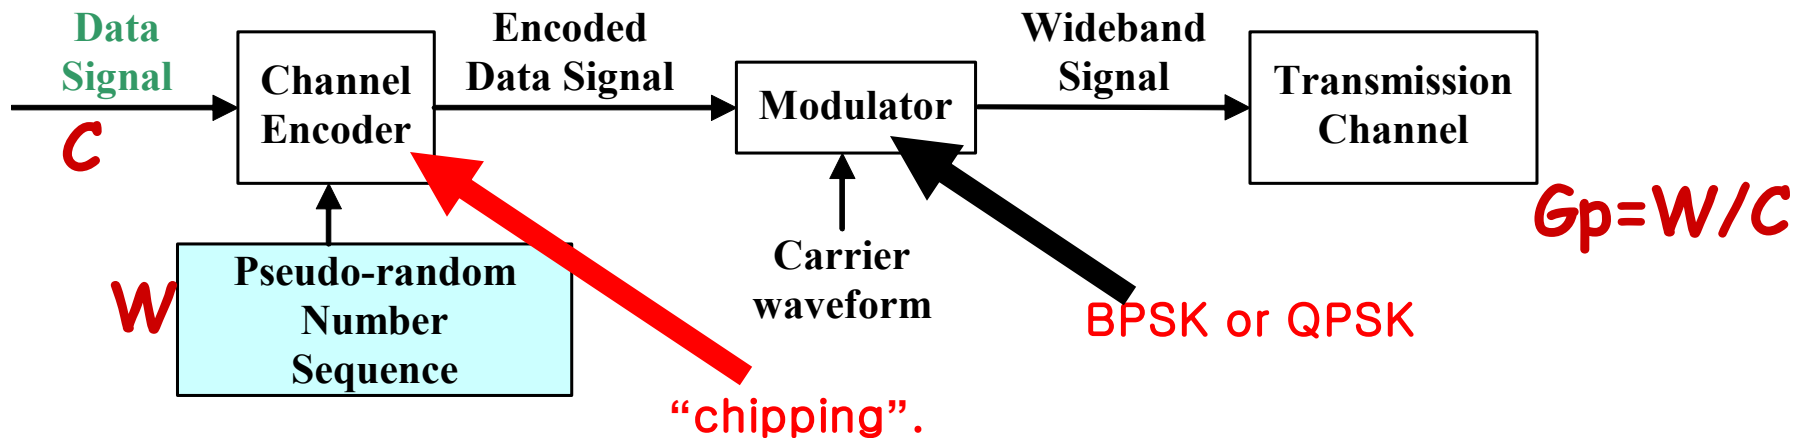 Data
Signal
C
Channel
Encoder
Encoded
Data Signal
Modulator
Wideband
Signal
Transmission
Channel
Gp=W/C
W
Pseudo-random
Number
Sequence
Carrier
waveform
BPSK or QPSK
“chipping”.